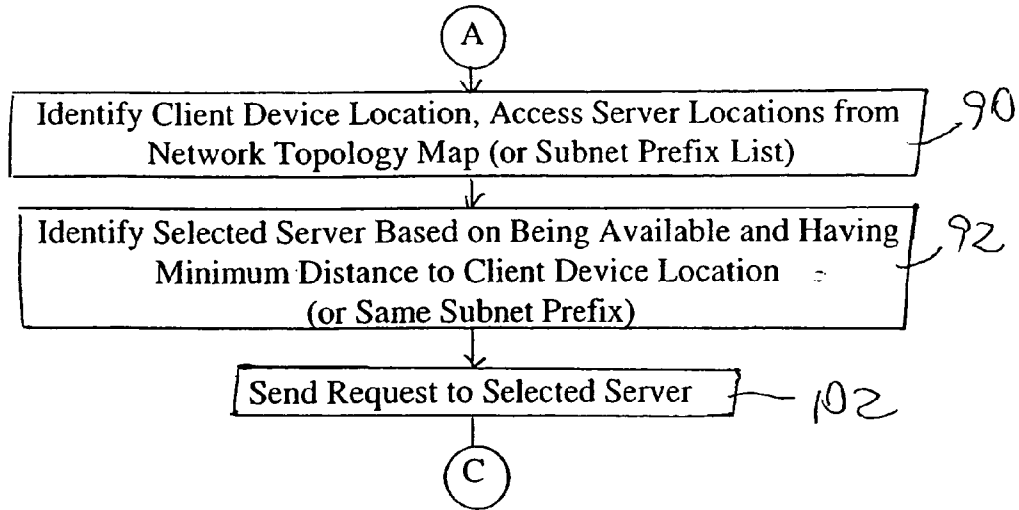 A
Identify Client Device Location, Access Server Locations from
Network Topology Map (or Subnet Prefix List)
90
Identify Selected Server Based on Being Available and Having
Minimum Distance to Client Device Location
(or Same Subnet Prefix)
92
Send Request to Selected Server
102
C